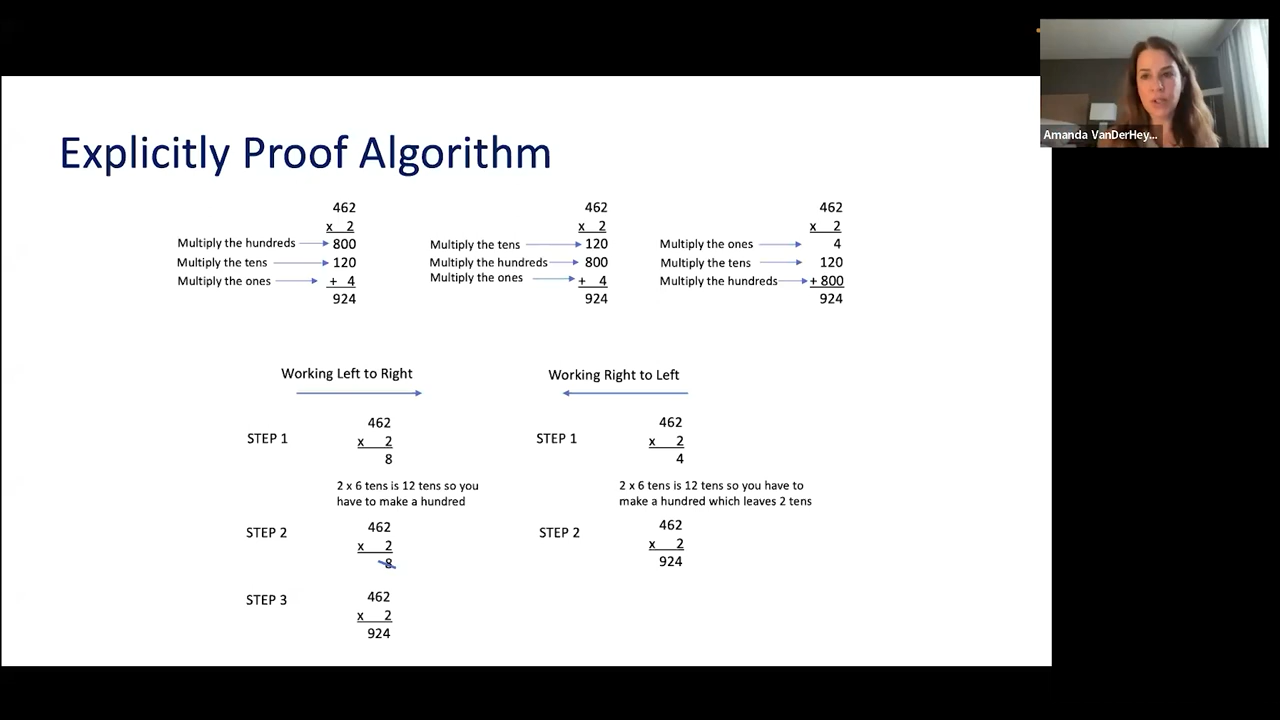 Amanda VanDerHey...
Explicitly Proof Algorithm
462
x 2
Multiply the hundreds 800
Multiply the tens 120
Multiply the ones + 4
924
462
x 2
Multiply the tens 120
Multiply the hundreds 800
Multiply the ones + 4
924
462
x 2
Multiply the ones 4
Multiply the tens 120
Multiply the hundreds + 800
924
Working Left to Right
STEP 1
462
x 2
8
2 x 6 tens is 12 tens so you
have to make a hundred
STEP 2
462
x 2
8
STEP 3
462
x 2
924
Working Right to Left
STEP 1
462
x 2
4
2 x 6 tens is 12 tens so you have to
make a hundred which leaves 2 tens
STEP 2
462
x 2
924